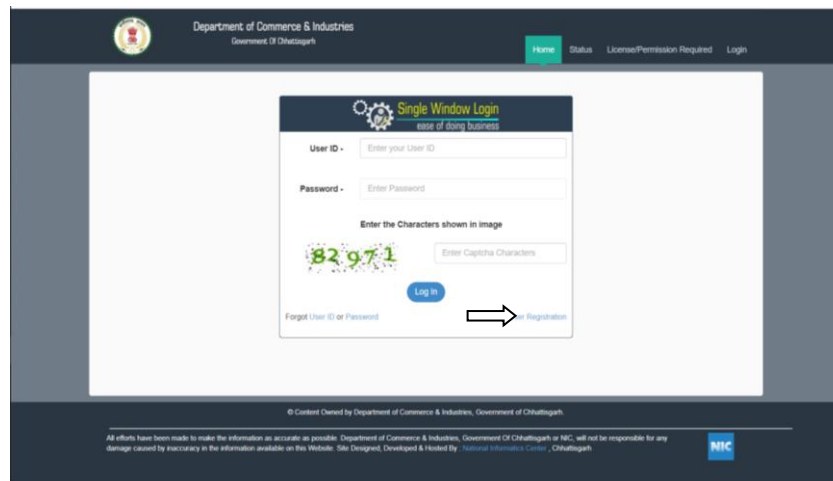 Department of Commerce & Industries
Government Of Chhattisgarh
Home Status License/Permission Required Login
Single Window Login
ease of doing business
User ID - Enter your User ID
Password - Enter Password
Enter the Characters shown in image
82971 Enter Captcha Characters
Log In
Forgot User ID or Password er Registration
© Content Owned by Department of Commerce & Industries, Government of Chhattisgarh.
All efforts have been made to make the information as accurate as possible. Department of Commerce & Industries, Government Of Chhattisgarh or NIC, will not be responsible for any
damage caused by inaccuracy in the information available on this Website. Site Designed, Developed & Hosted By : National Informatics Center , Chhattisgarh
NIC